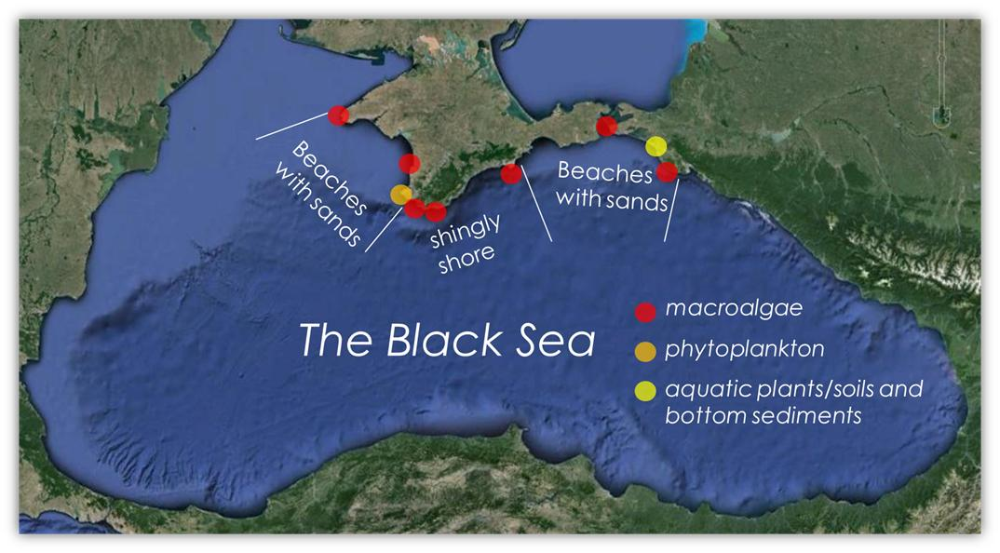 Beaches
with sands
shingly
shore
Beaches
with sands
The Black Sea
macroalgae
phytoplankton
aquatic plants/soils and
bottom sediments